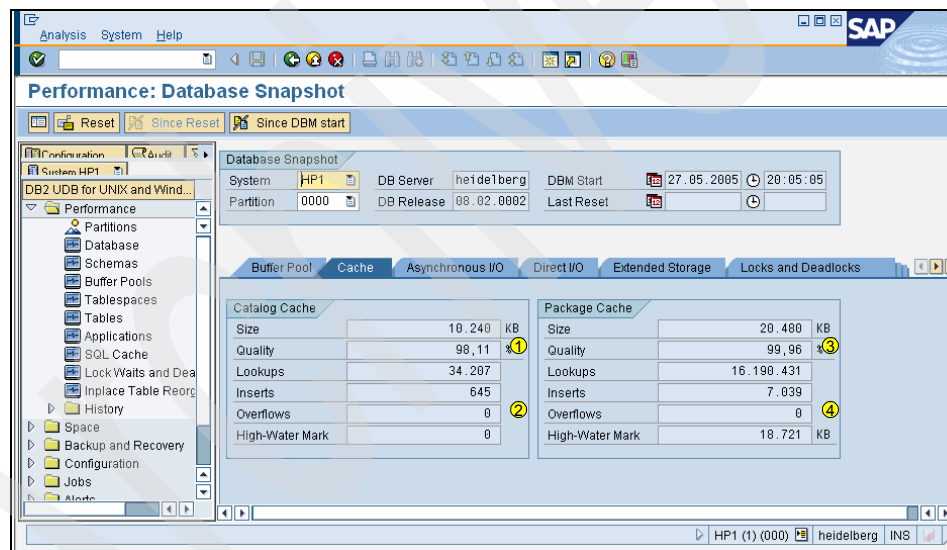 Analysis System Help
SAP
Performance: Database Snapshot
Reset Since Reset Since DBM start
Configuration Audit
System HP1
DB2 UDB for UNIX and Wind...
Performance
Partitions
Database
Schemas
Buffer Pools
Tablespaces
Tables
Applications
SQL Cache
Lock Waits and Dea
Inplace Table Reorg
History
Space
Backup and Recovery
Configuration
Jobs
Alerts
Database Snapshot
System HP1 DB Server heidelberg DBM Start 27.05.2005 20:05:05
Partition 0000 DB Release 08.02.0002 Last Reset
Buffer Pool Cache Asynchronous I/O Direct I/O Extended Storage Locks and Deadlocks
Catalog Cache
Size 10.240 KB
Quality 98,11 % 1
Lookups 34.207
Inserts 645
Overflows 0 2
High-Water Mark 0
Package Cache
Size 20.480 KB
Quality 99,96 % 3
Lookups 16.190.431
Inserts 7.039
Overflows 0 4
High-Water Mark 18.721 KB
HP1 (1) (000) heidelberg INS